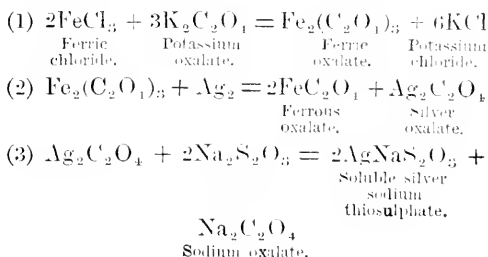 (1) 2FeCl₃ + 3K₂C₂O₄ = Fe₂(C₂O₄)₃ + 6KCl
Ferric Potassium Ferric Potassium
chloride. oxalate. oxalate. chloride.
(2) Fe₂(C₂O₄)₃ + Ag₂ = 2FeC₂O₄ + Ag₂C₂O₄
Ferrous Silver
oxalate. oxalate.
(3) Ag₂C₂O₄ + 2Na₂S₂O₃ = 2AgNaS₂O₃ +
Soluble silver
sodium
thiosulphate.
Na₂C₂O₄
Sodium oxalate.